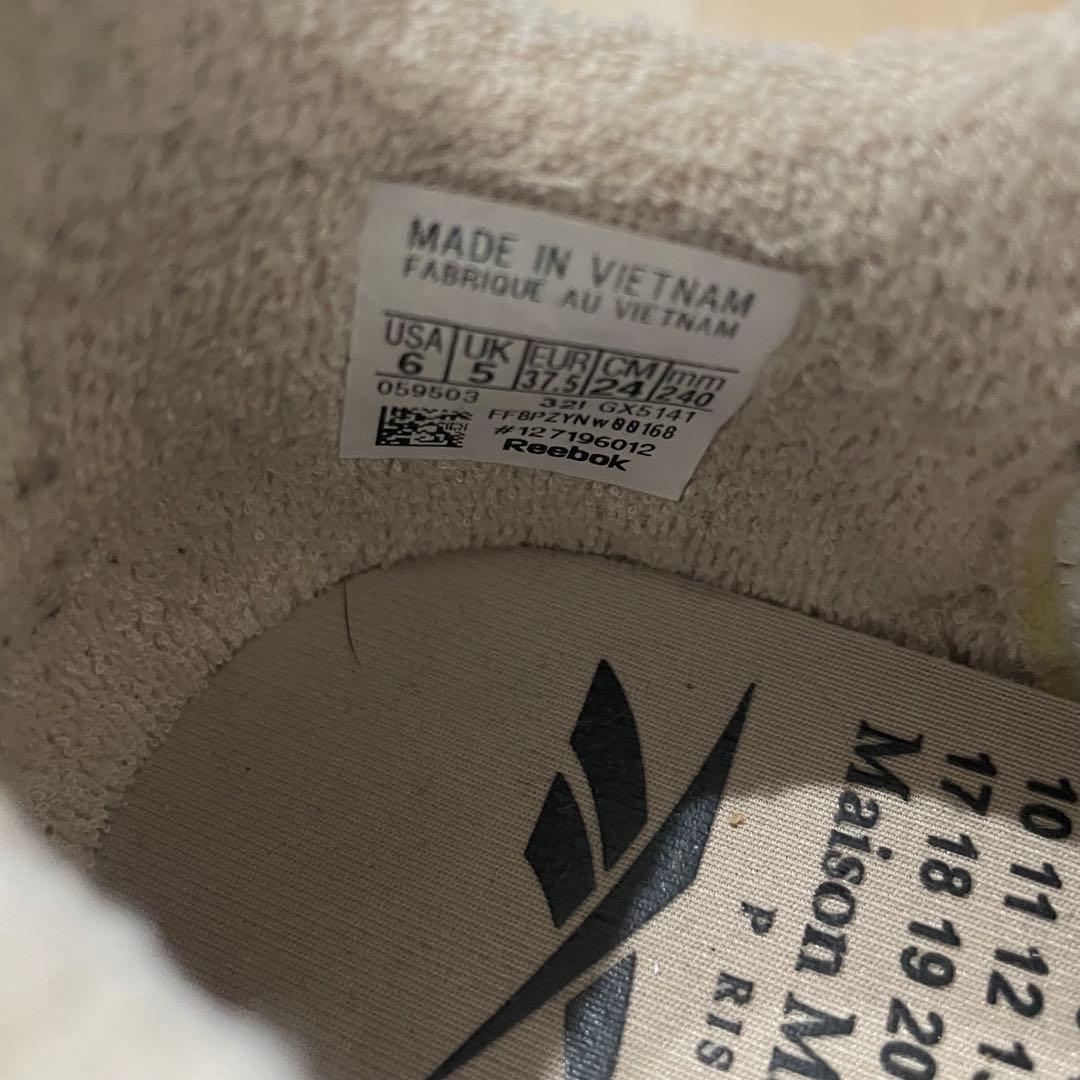 MADE IN VIETNAM
FABRIQUE AU VIETNAM
USA UK EUR CM mm
6 5 37.5 24 240
059503 321 GX5141
FF8PZYNW00168
#127196012
Reebok
10 11 12
17 18 19 20
Maison M
P RIS